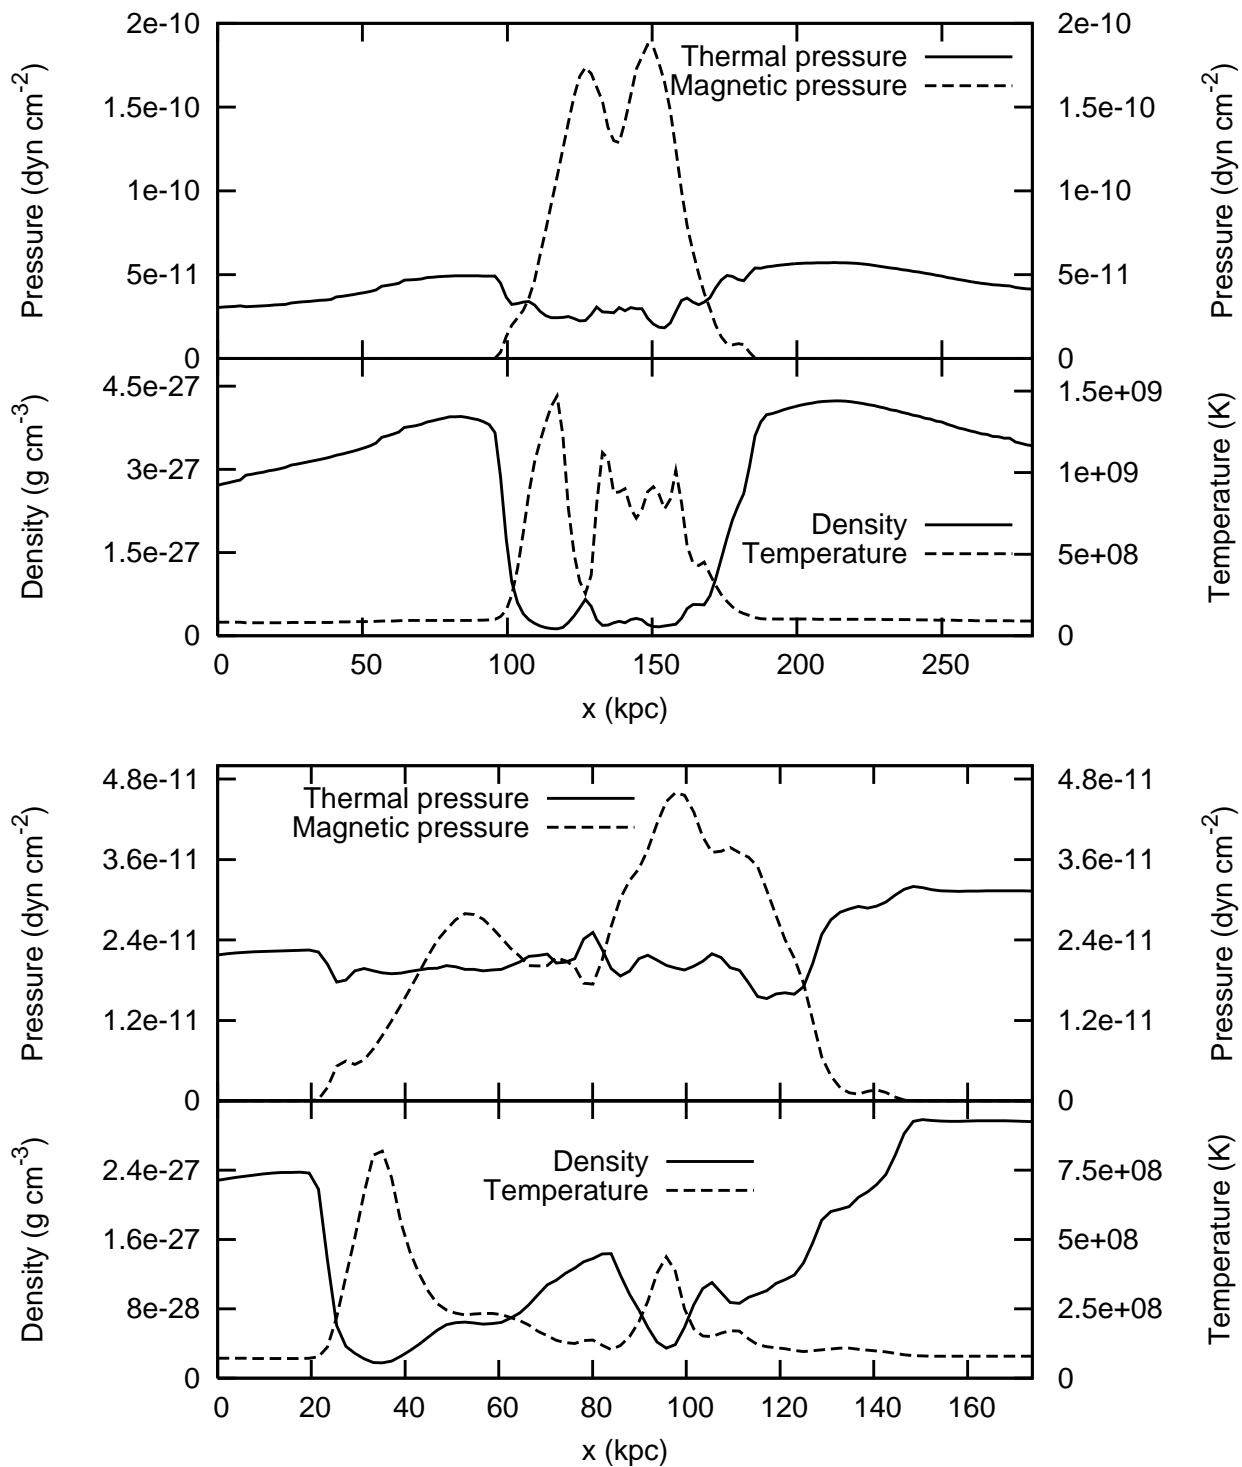 2e-10
1.5e-10
1e-10
5e-11
0
Pressure (dyn cm-2)
Thermal pressure
Magnetic pressure
2e-10
1.5e-10
1e-10
5e-11
0
Pressure (dyn cm-2)
4.5e-27
3e-27
1.5e-27
0
Density (g cm-3)
Density
Temperature
1.5e+09
1e+09
5e+08
0
Temperature (K)
0 50 100 150 200 250
x (kpc)
4.8e-11
3.6e-11
2.4e-11
1.2e-11
0
Pressure (dyn cm-2)
Thermal pressure
Magnetic pressure
4.8e-11
3.6e-11
2.4e-11
1.2e-11
0
Pressure (dyn cm-2)
2.4e-27
1.6e-27
8e-28
0
Density (g cm-3)
Density
Temperature
7.5e+08
5e+08
2.5e+08
0
Temperature (K)
0 20 40 60 80 100 120 140 160
x (kpc)